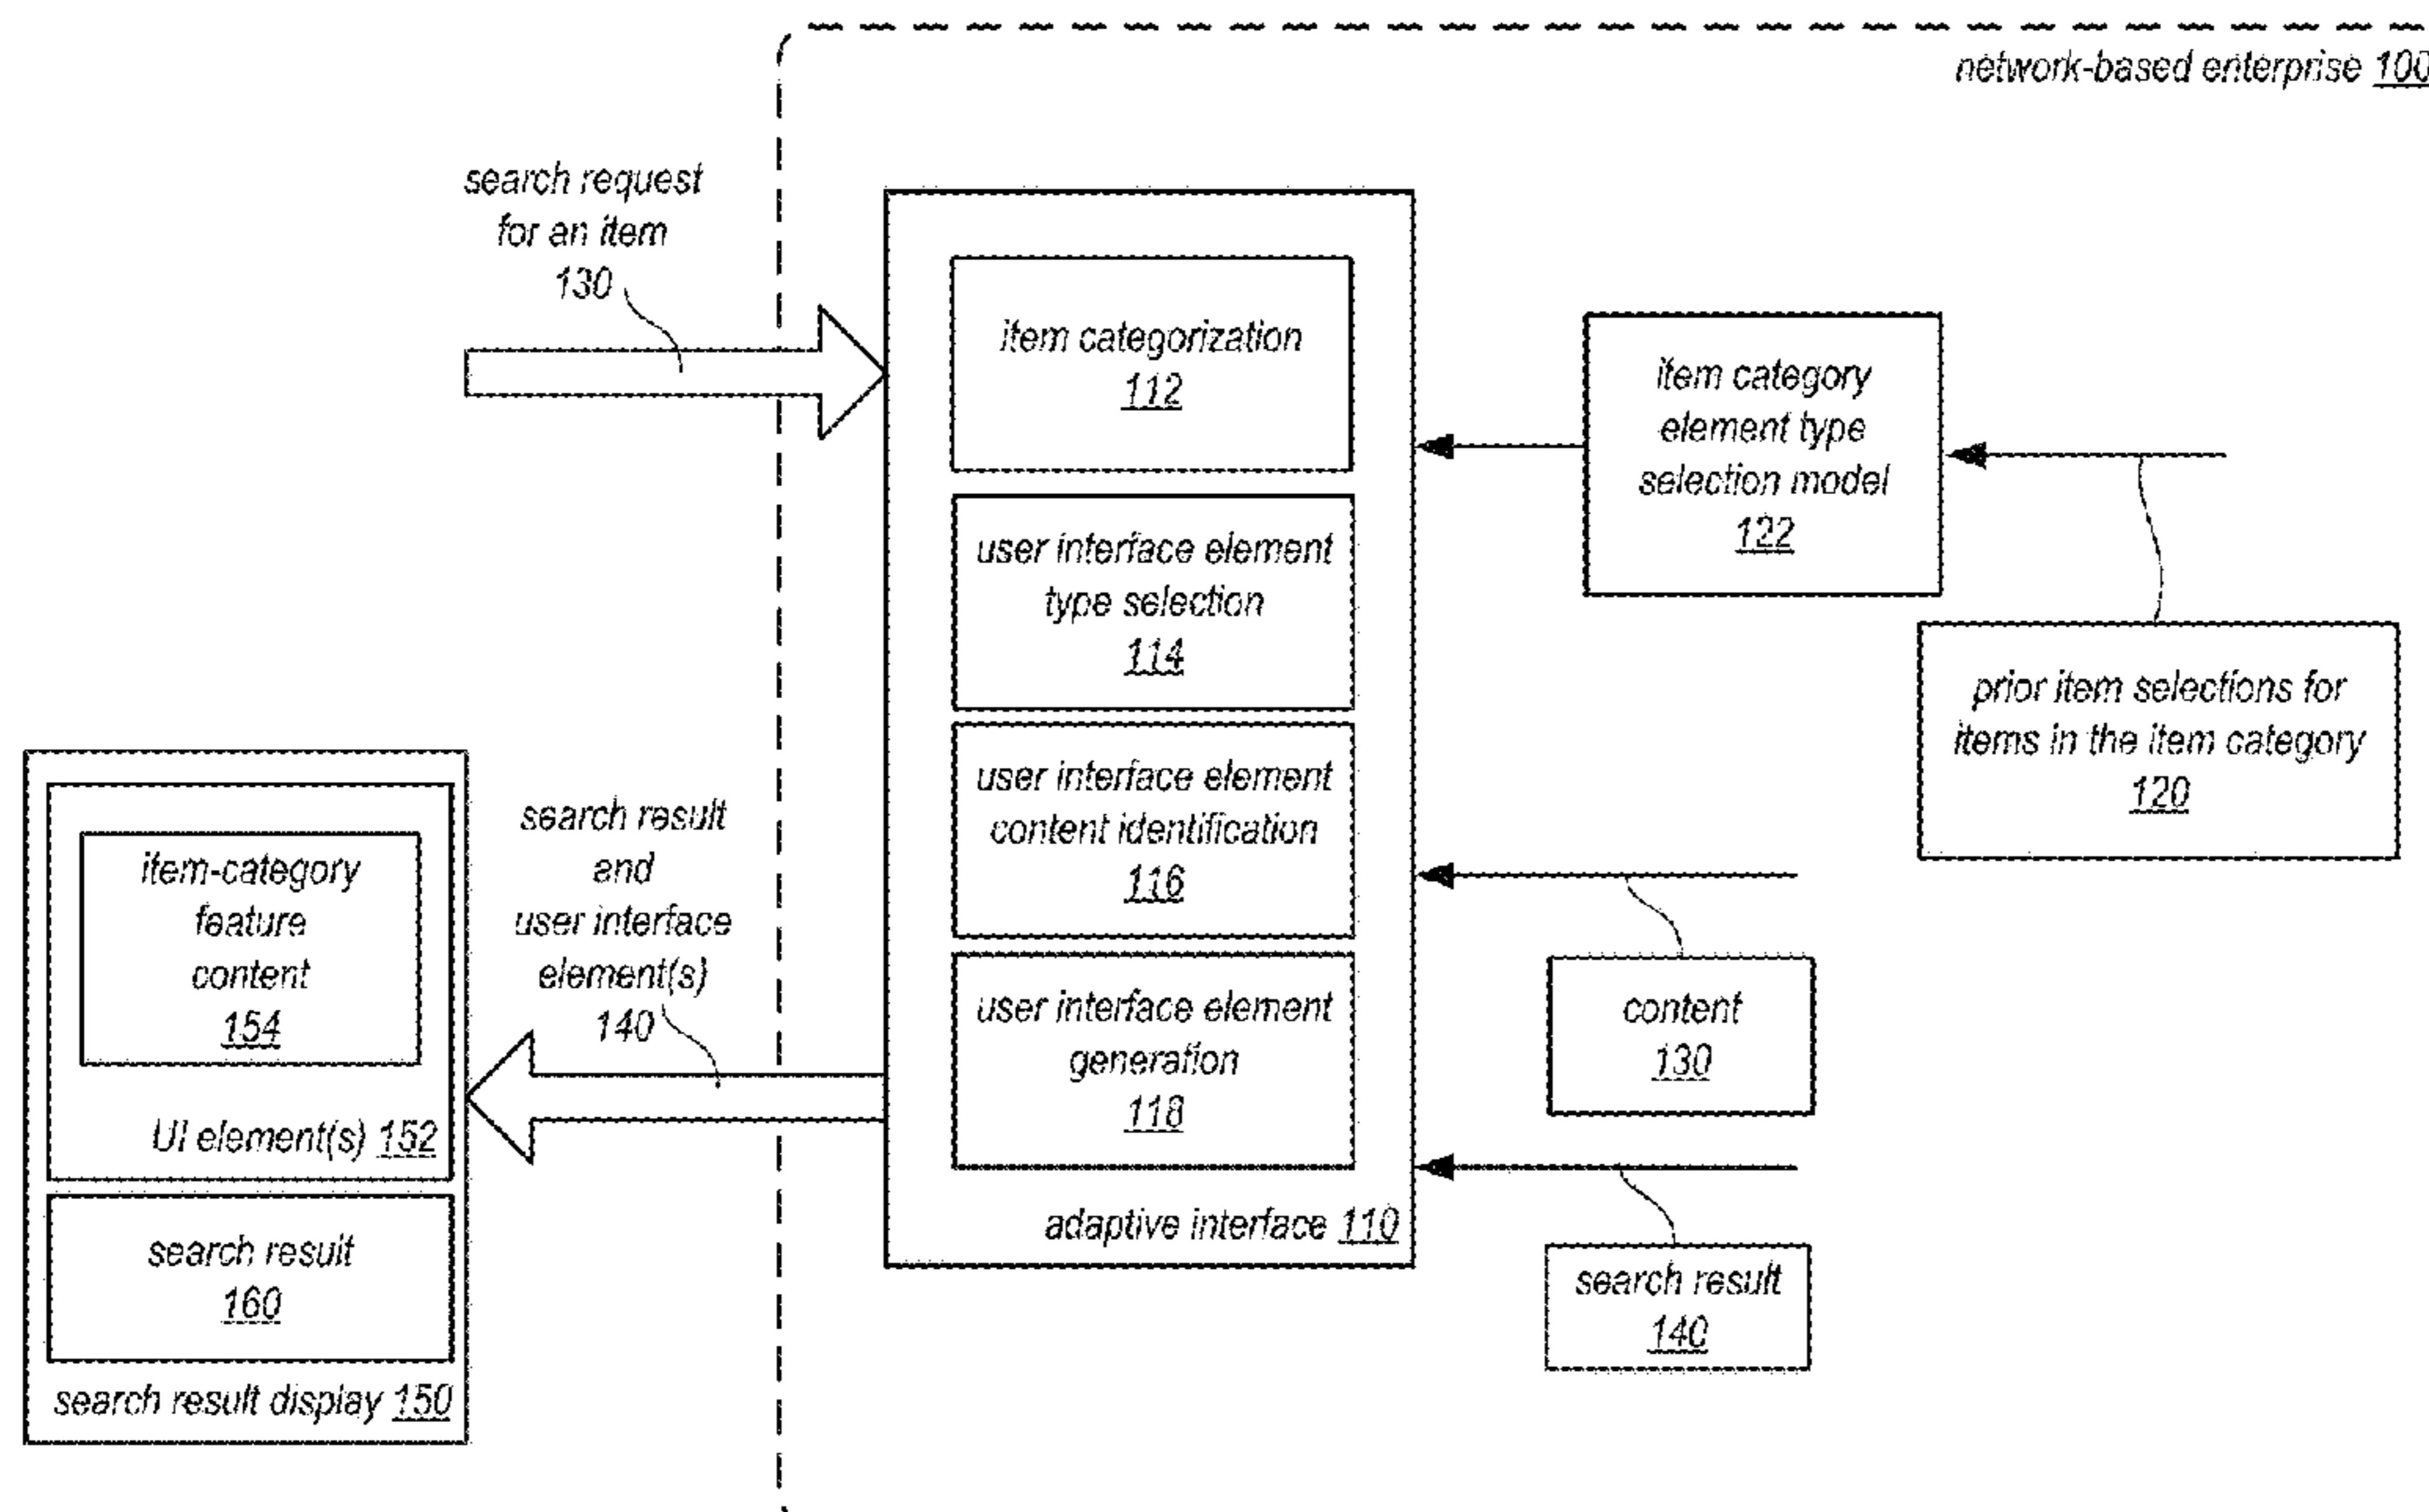 network-based enterprise 100
search request
for an item
130
item categorization
112
user interface element
type selection
114
user interface element
content identification
116
user interface element
generation
118
adaptive interface 110
item category
element type
selection model
122
prior item selections for
items in the item category
120
content
130
search result
140
search result
and
user interface
element(s)
140
item-category
feature
content
154
UI element(s) 152
search result
160
search result display 150